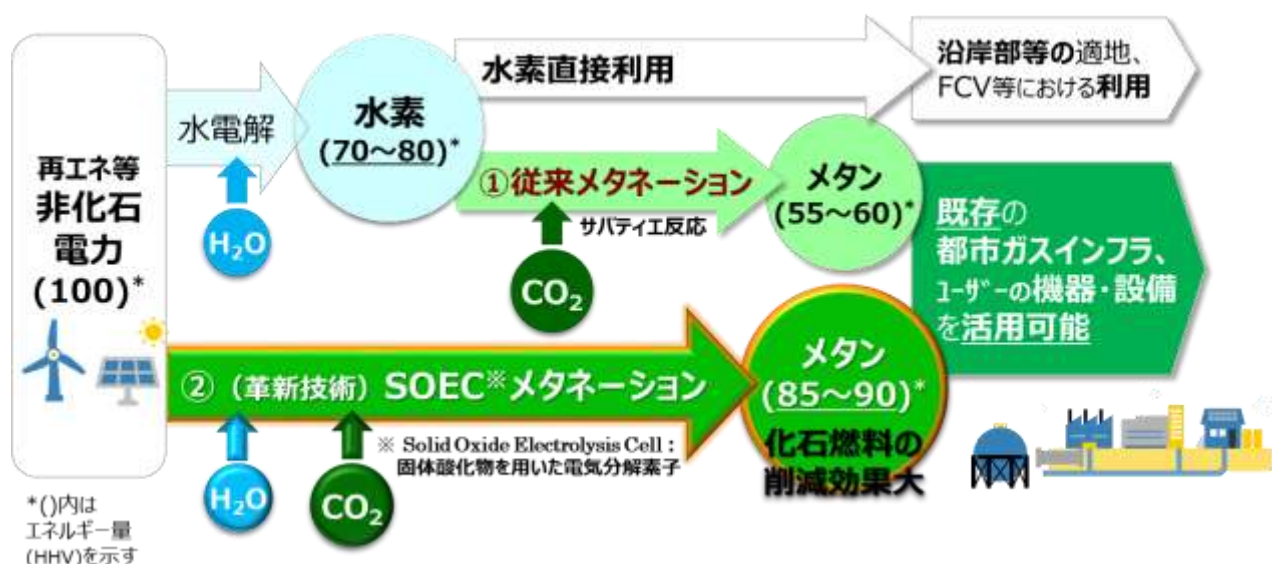 再エネ等
非化石
電力
(100)*
*()内は
エネルギー量
(HHV)を示す
水電解
H₂O
水素
(70～80)*
水素直接利用
沿岸部等の適地、
FCV等における利用
①従来メタネーション
サバティエ反応
CO₂
メタン
(55～60)*
既存の
都市ガスインフラ、
ﾕｰｻﾞｰの機器・設備
を活用可能
②（革新技術）SOEC※メタネーション
※ Solid Oxide Electrolysis Cell：
固体酸化物を用いた電気分解素子
H₂O
CO₂
メタン
(85～90)*
化石燃料の
削減効果大